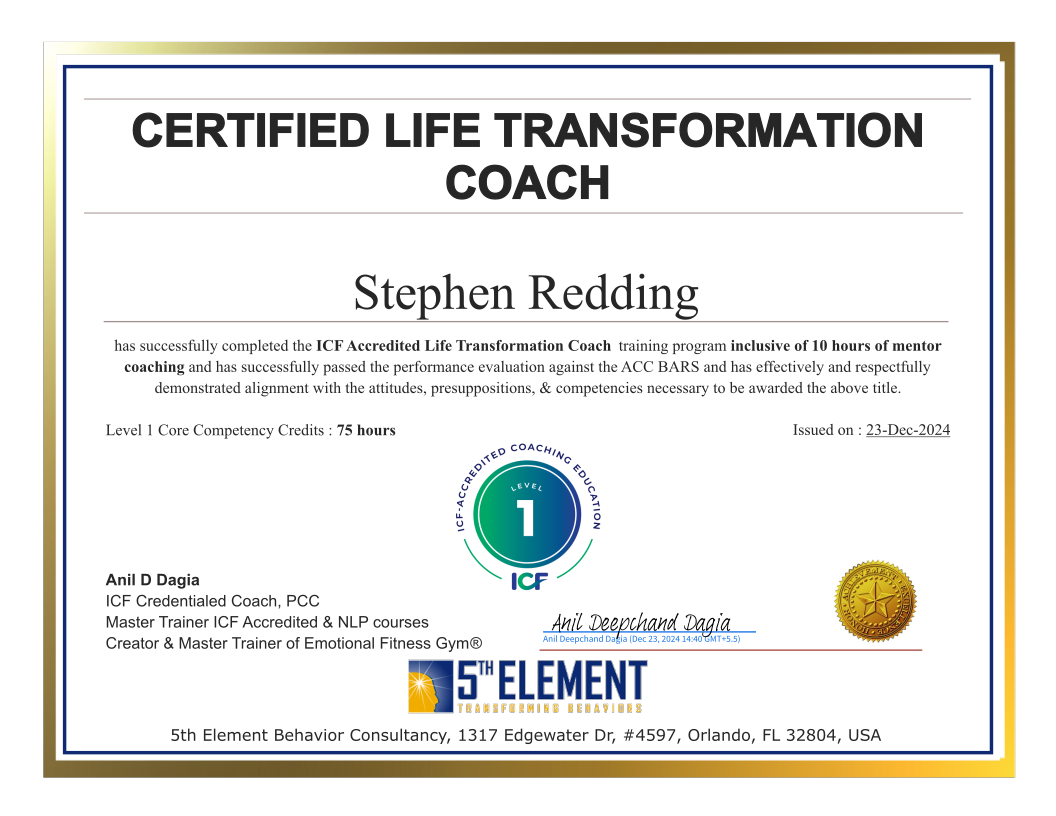 CERTIFIED LIFE TRANSFORMATION
COACH
Stephen Redding
has successfully completed the ICF Accredited Life Transformation Coach training program inclusive of 10 hours of mentor
coaching and has successfully passed the performance evaluation against the ACC BARS and has effectively and respectfully
demonstrated alignment with the attitudes, presuppositions, & competencies necessary to be awarded the above title.
Level 1 Core Competency Credits : 75 hours
Issued on : 23-Dec-2024
ICF-ACCREDITED COACHING EDUCATION
LEVEL
1
ICF
Anil D Dagia
ICF Credentialed Coach, PCC
Master Trainer ICF Accredited & NLP courses
Creator & Master Trainer of Emotional Fitness Gym®
Anil Deepchand Dagia
Anil Deepchand Dagia (Dec 23, 2024 14:40 GMT+5.5)
ACHIEVEMENT
EXCELLENCE
HONOR
5TH ELEMENT
TRANSFORMING BEHAVIORS
5th Element Behavior Consultancy, 1317 Edgewater Dr, #4597, Orlando, FL 32804, USA